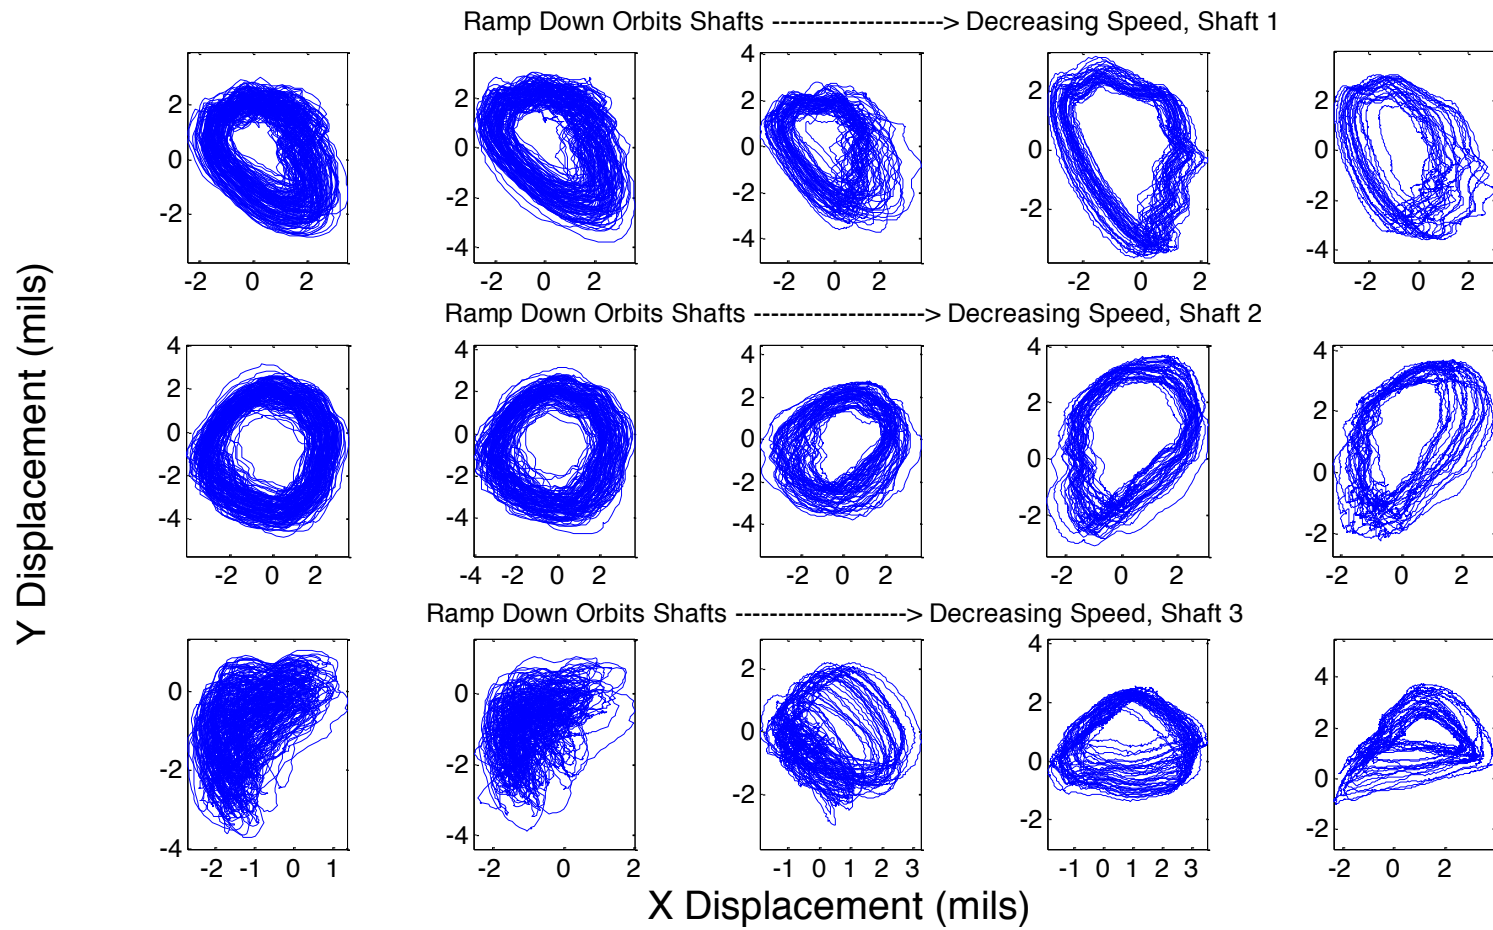 Ramp Down Orbits Shafts --------------------> Decreasing Speed, Shaft 1
2
0
-2
-2 0 2
2
0
-2
-4
-2 0 2
4
2
0
-2
-4
-2 0 2
2
0
-2
-2 0 2
2
0
-2
-4
-2 0 2
Ramp Down Orbits Shafts --------------------> Decreasing Speed, Shaft 2
4
2
0
-2
-4
-2 0 2
4
2
0
-2
-4
-4 -2 0 2
4
2
0
-2
-4
-2 0 2
4
2
0
-2
-2 0 2
4
2
0
-2
-2 0 2
Ramp Down Orbits Shafts --------------------> Decreasing Speed, Shaft 3
0
-2
-4
-2 -1 0 1
0
-2
-4
-2 0 2
2
0
-2
-1 0 1 2 3
4
2
0
-2
-1 0 1 2 3
4
2
0
-2
-2 0 2
X Displacement (mils)
Y Displacement (mils)